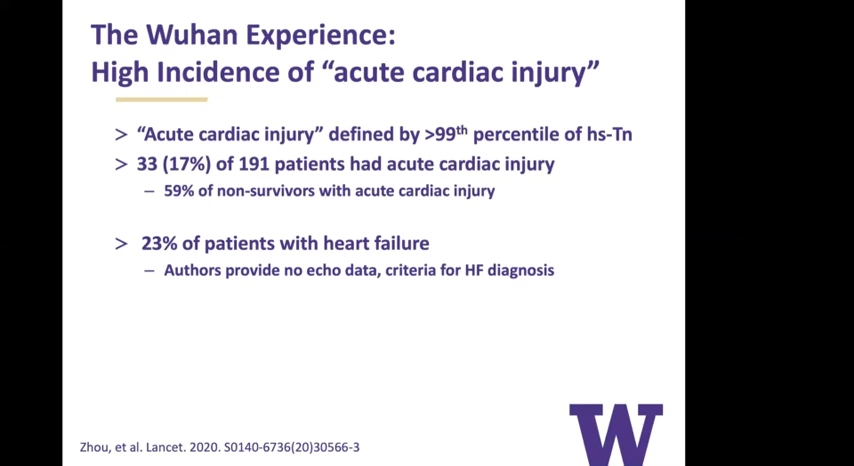 The Wuhan Experience:
High Incidence of “acute cardiac injury”
> “Acute cardiac injury” defined by >99th percentile of hs-Tn
> 33 (17%) of 191 patients had acute cardiac injury
– 59% of non-survivors with acute cardiac injury
> 23% of patients with heart failure
– Authors provide no echo data, criteria for HF diagnosis
Zhou, et al. Lancet. 2020. S0140-6736(20)30566-3
W